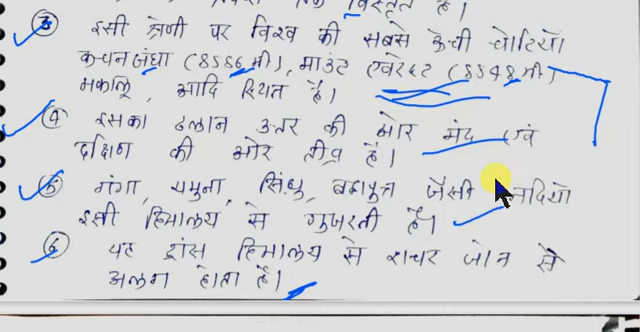 विस्तृत है।
③ इसी श्रेणी पर विश्व की सबसे ऊंची चोटियां
कंचनजंघा (8586 मी), माउंट एवरेस्ट (8848 मी)
मकालू, आदि स्थित है।
④ इसका ढलान उत्तर की ओर मंद एवं
दक्षिण की ओर तीव्र है।
⑤ गंगा, यमुना, सिंधु, ब्रह्मपुत्र जैसी नदियां
इसी हिमालय से गुजरती हैं।
⑥ यह ट्रांस हिमालय से शचर जोन से
अलग होता है।